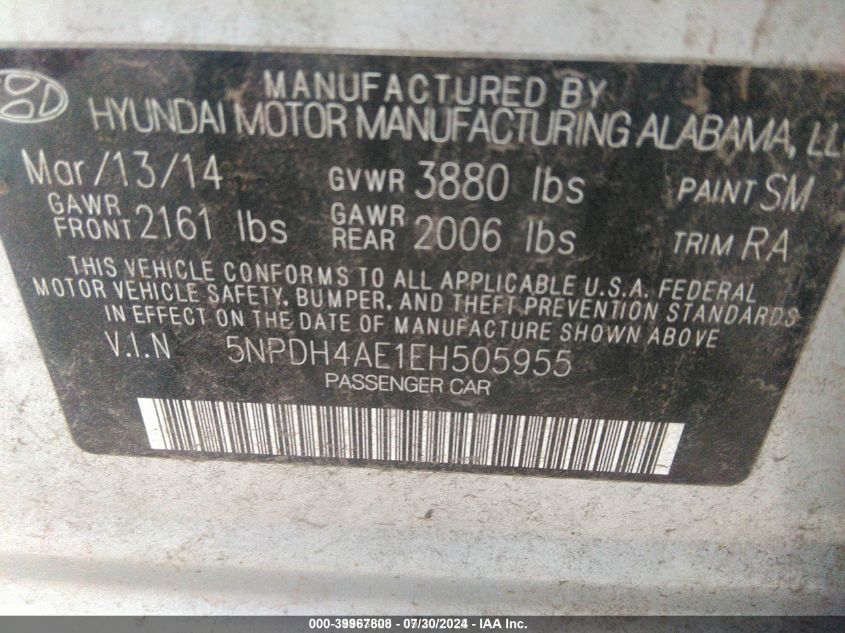 MANUFACTURED BY
HYUNDAI MOTOR MANUFACTURING ALABAMA, LLC
Mar/13/14 GVWR 3880 lbs PAINT SM
GAWR FRONT 2161 lbs GAWR REAR 2006 lbs TRIM RA
THIS VEHICLE CONFORMS TO ALL APPLICABLE U.S.A. FEDERAL
MOTOR VEHICLE SAFETY, BUMPER, AND THEFT PREVENTION STANDARDS
IN EFFECT ON THE DATE OF MANUFACTURE SHOWN ABOVE
V.I.N 5NPDH4AE1EH505955
PASSENGER CAR
000-39967808 - 07/30/2024 - IAA Inc.